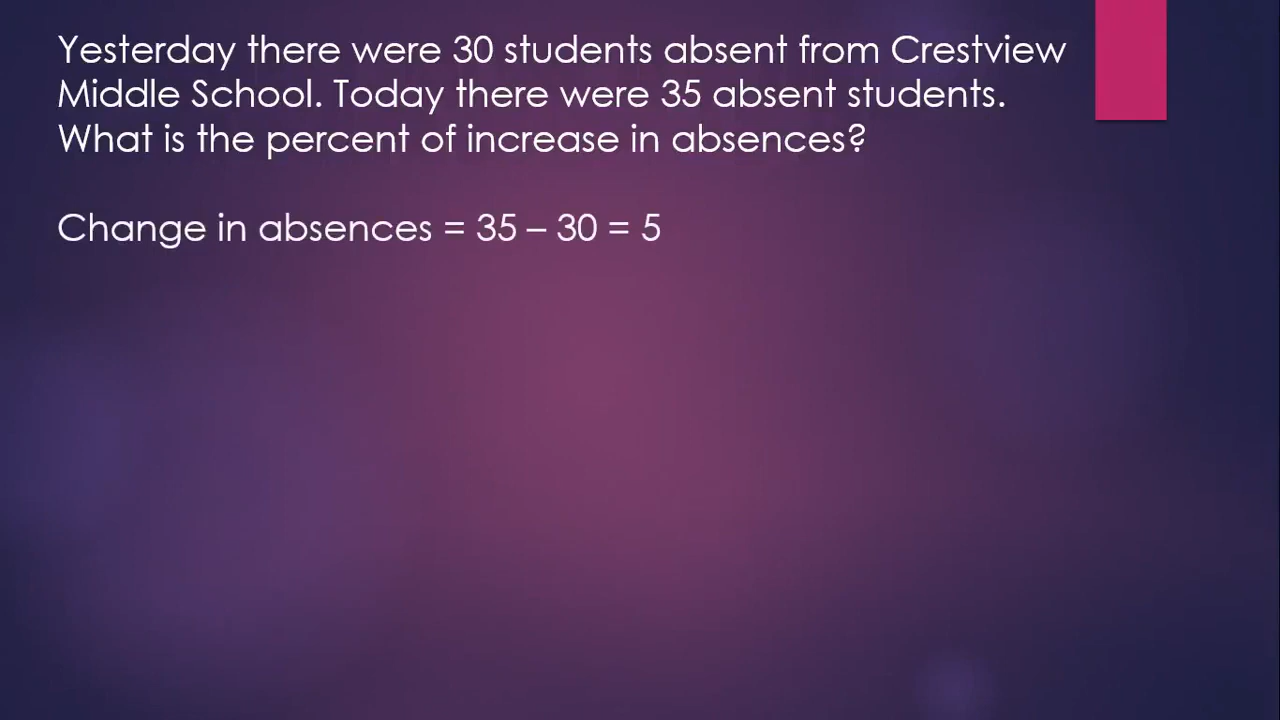 Yesterday there were 30 students absent from Crestview
Middle School. Today there were 35 absent students.
What is the percent of increase in absences?
Change in absences = 35 – 30 = 5